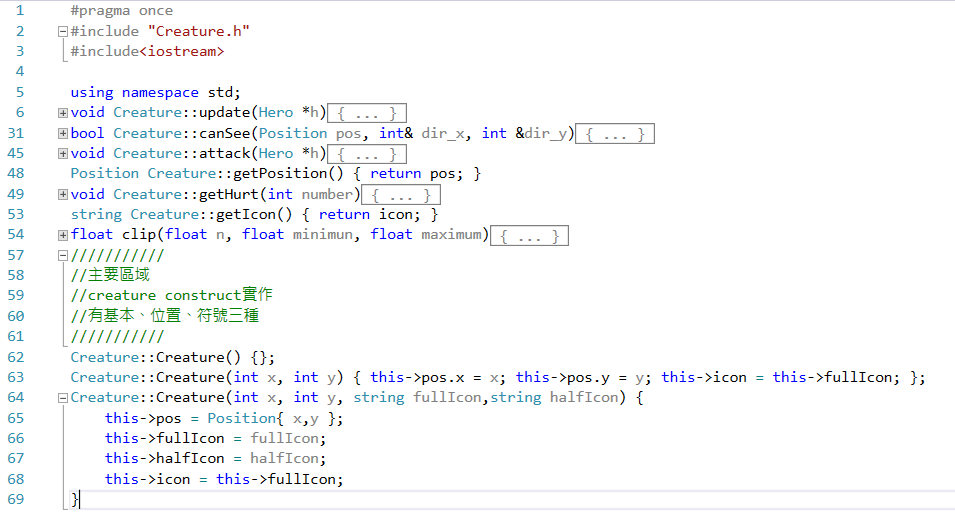 1 #pragma once
2 #include "Creature.h"
3 #include<iostream>
4
5 using namespace std;
6 void Creature::update(Hero *h){ ... }
31 bool Creature::canSee(Position pos, int& dir_x, int &dir_y){ ... }
45 void Creature::attack(Hero *h){ ... }
48 Position Creature::getPosition() { return pos; }
49 void Creature::getHurt(int number){ ... }
53 string Creature::getIcon() { return icon; }
54 float clip(float n, float minimun, float maximum){ ... }
57 ///////////
58 //主要區域
59 //creature construct實作
60 //有基本、位置、符號三種
61 ///////////
62 Creature::Creature() {};
63 Creature::Creature(int x, int y) { this->pos.x = x; this->pos.y = y; this->icon = this->fullIcon; };
64 Creature::Creature(int x, int y, string fullIcon,string halfIcon) {
65 this->pos = Position{ x,y };
66 this->fullIcon = fullIcon;
67 this->halfIcon = halfIcon;
68 this->icon = this->fullIcon;
69 }